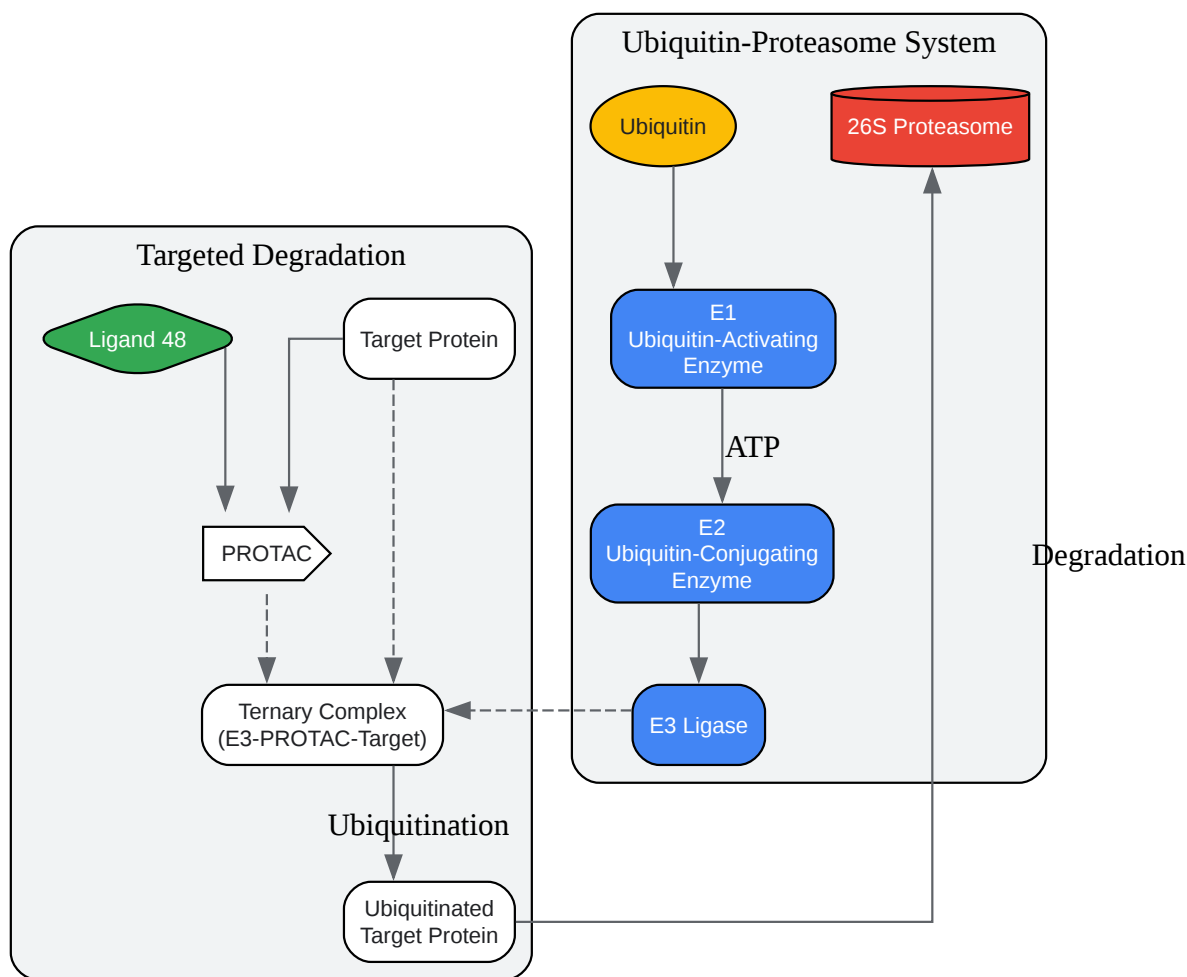 Ubiquitin-Proteasome System
Ubiquitin
26S Proteasome
Targeted Degradation
Ligand 48
Target Protein
E1
Ubiquitin-Activating
Enzyme
ATP
PROTAC
E2
Ubiquitin-Conjugating
Enzyme
Degradation
Ternary Complex
(E3-PROTAC-Target)
E3 Ligase
Ubiquitination
Ubiquitinated
Target Protein